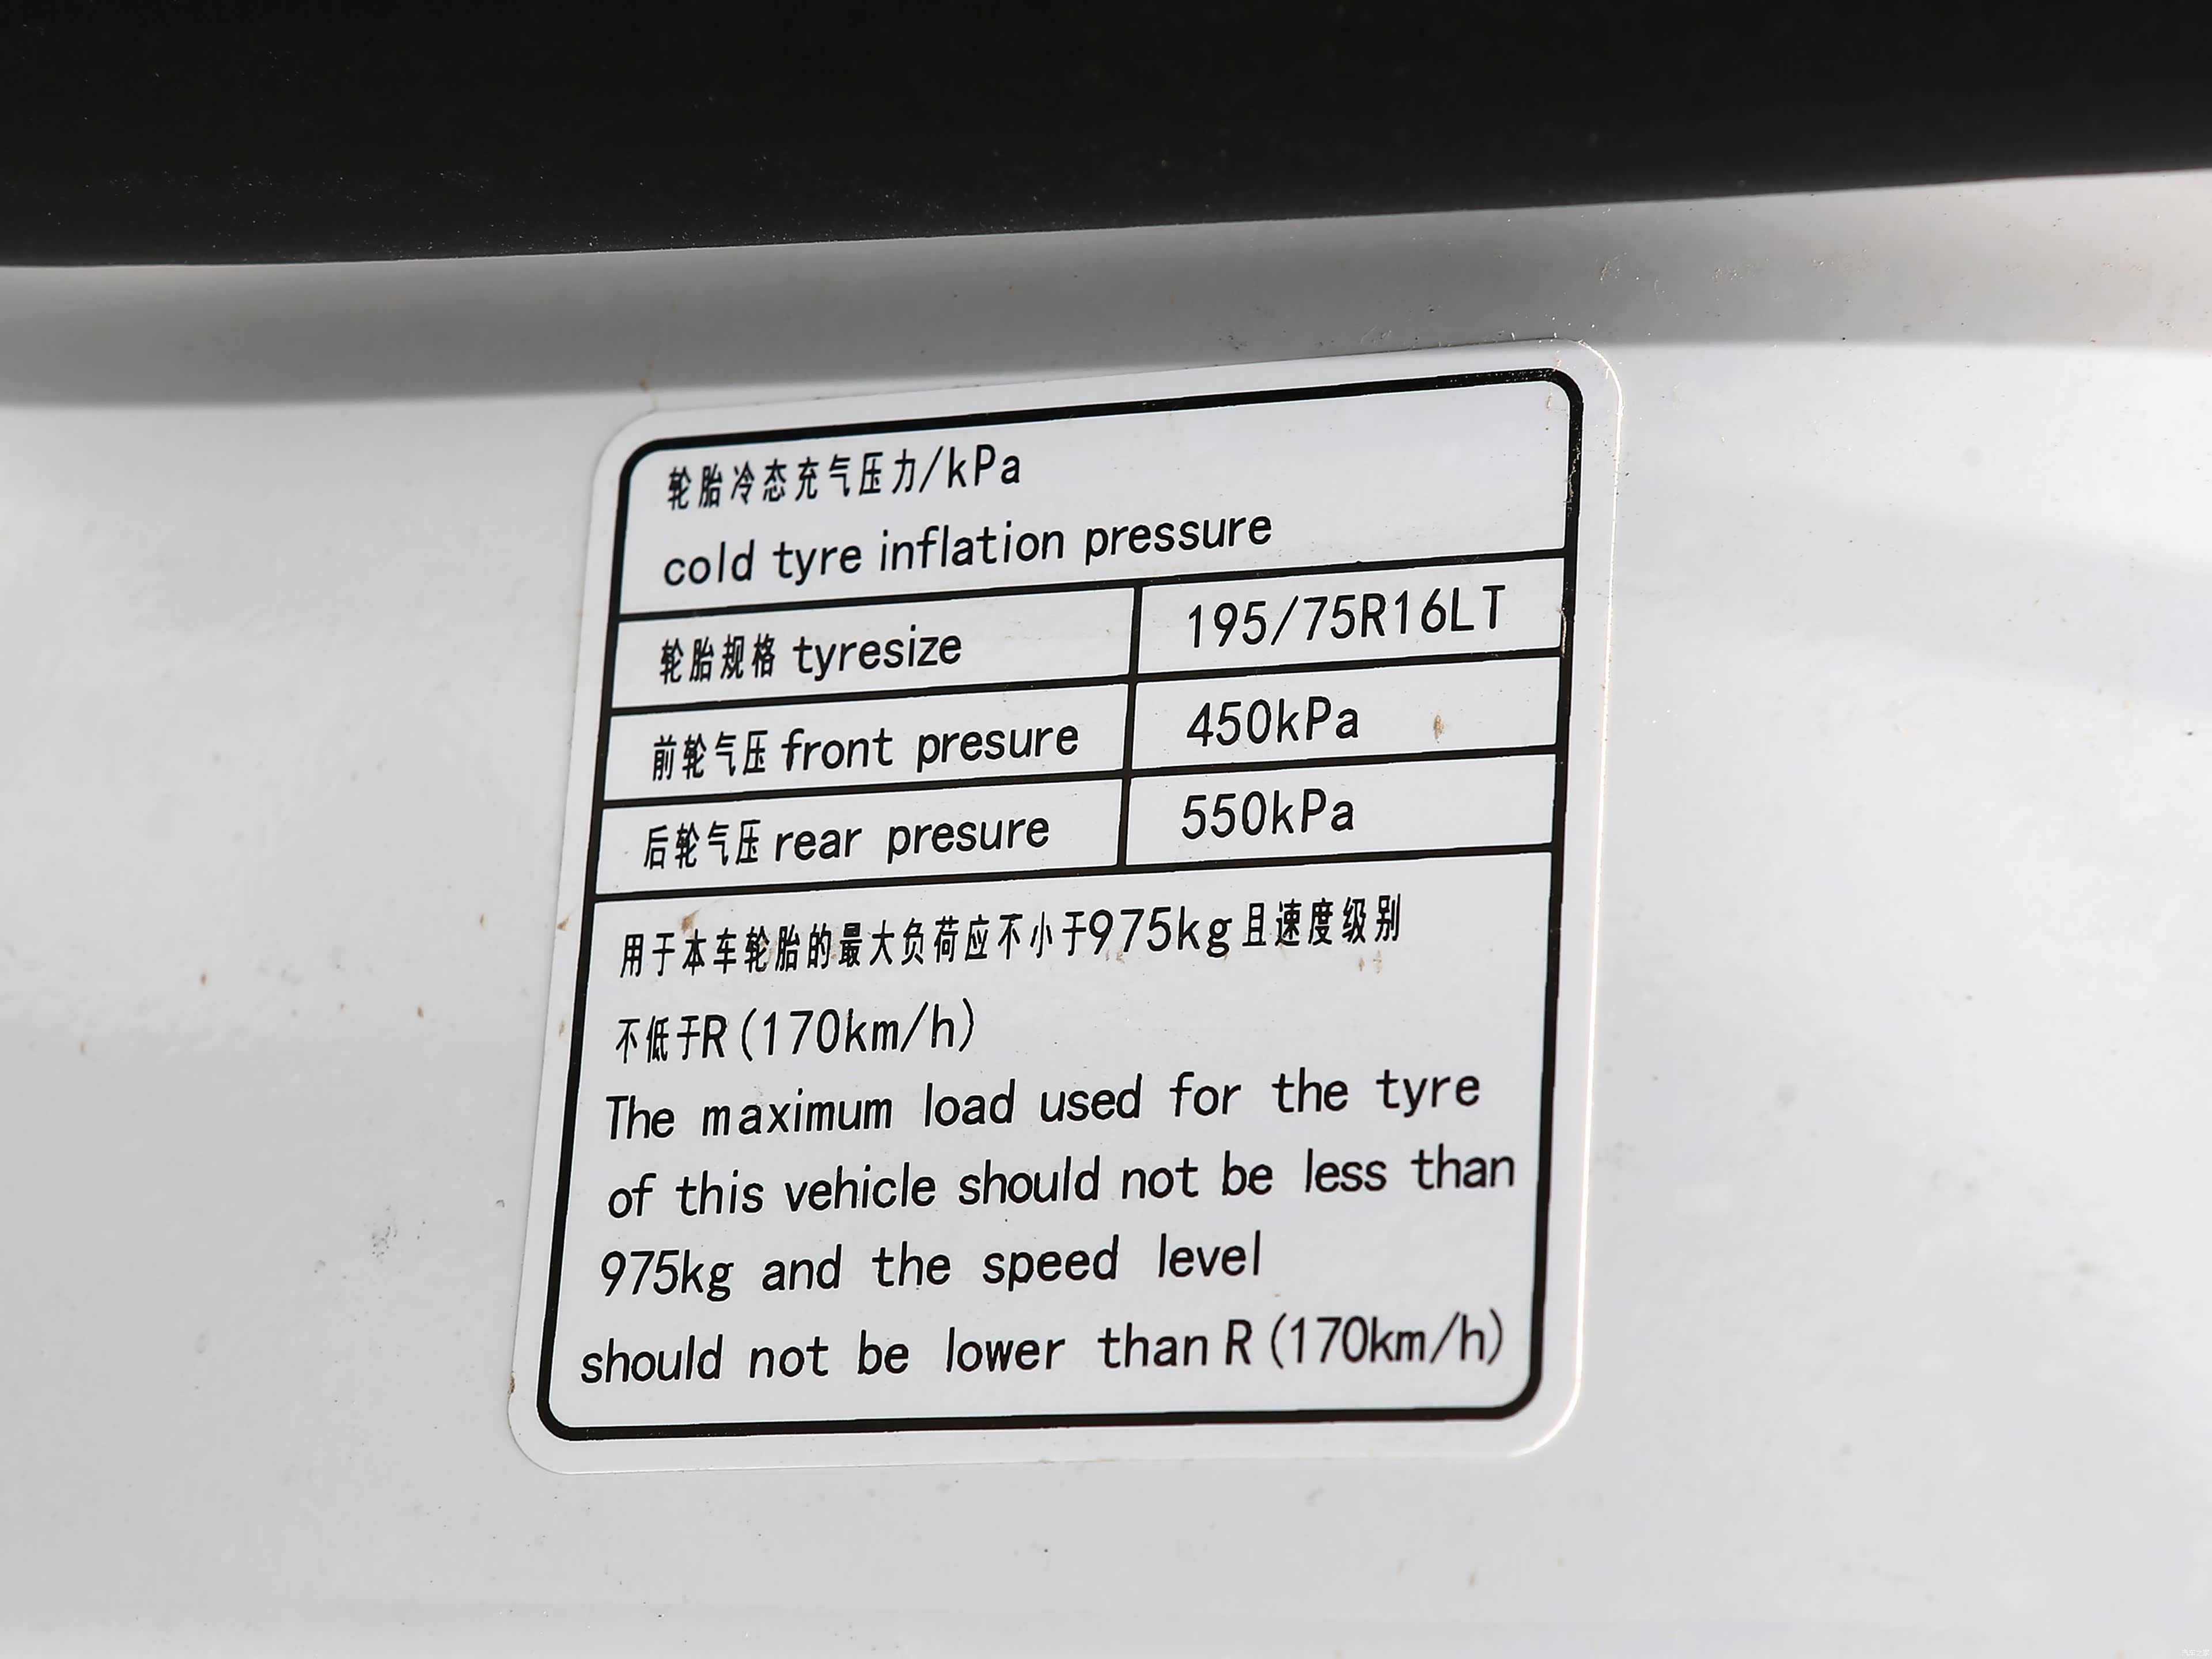 轮胎冷态充气压力/kPa
cold tyre inflation pressure
轮胎规格 tyresize 195/75R16LT
前轮气压 front presure 450kPa
后轮气压 rear presure 550kPa
用于本车轮胎的最大负荷应不小于975kg且速度级别
不低于R(170km/h)
The maximum load used for the tyre
of this vehicle should not be less than
975kg and the speed level
should not be lower than R(170km/h)